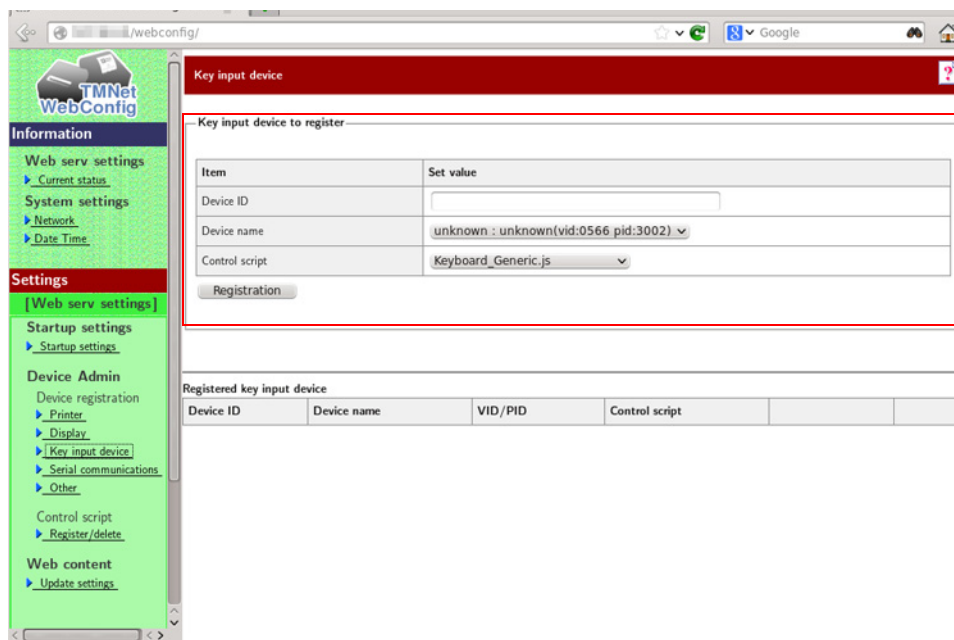 /webconfig/
Google
TMNet
WebConfig
Information
Web serv settings
Current status
System settings
Network
Date Time
Settings
[Web serv settings]
Startup settings
Startup settings
Device Admin
Device registration
Printer
Display
Key input device
Serial communications
Other
Control script
Register/delete
Web content
Update settings
Key input device
?
Key input device to register
Item Set value
Device ID
Device name unknown : unknown(vid:0566 pid:3002)
Control script Keyboard_Generic.js
Registration
Registered key input device
Device ID Device name VID/PID Control script